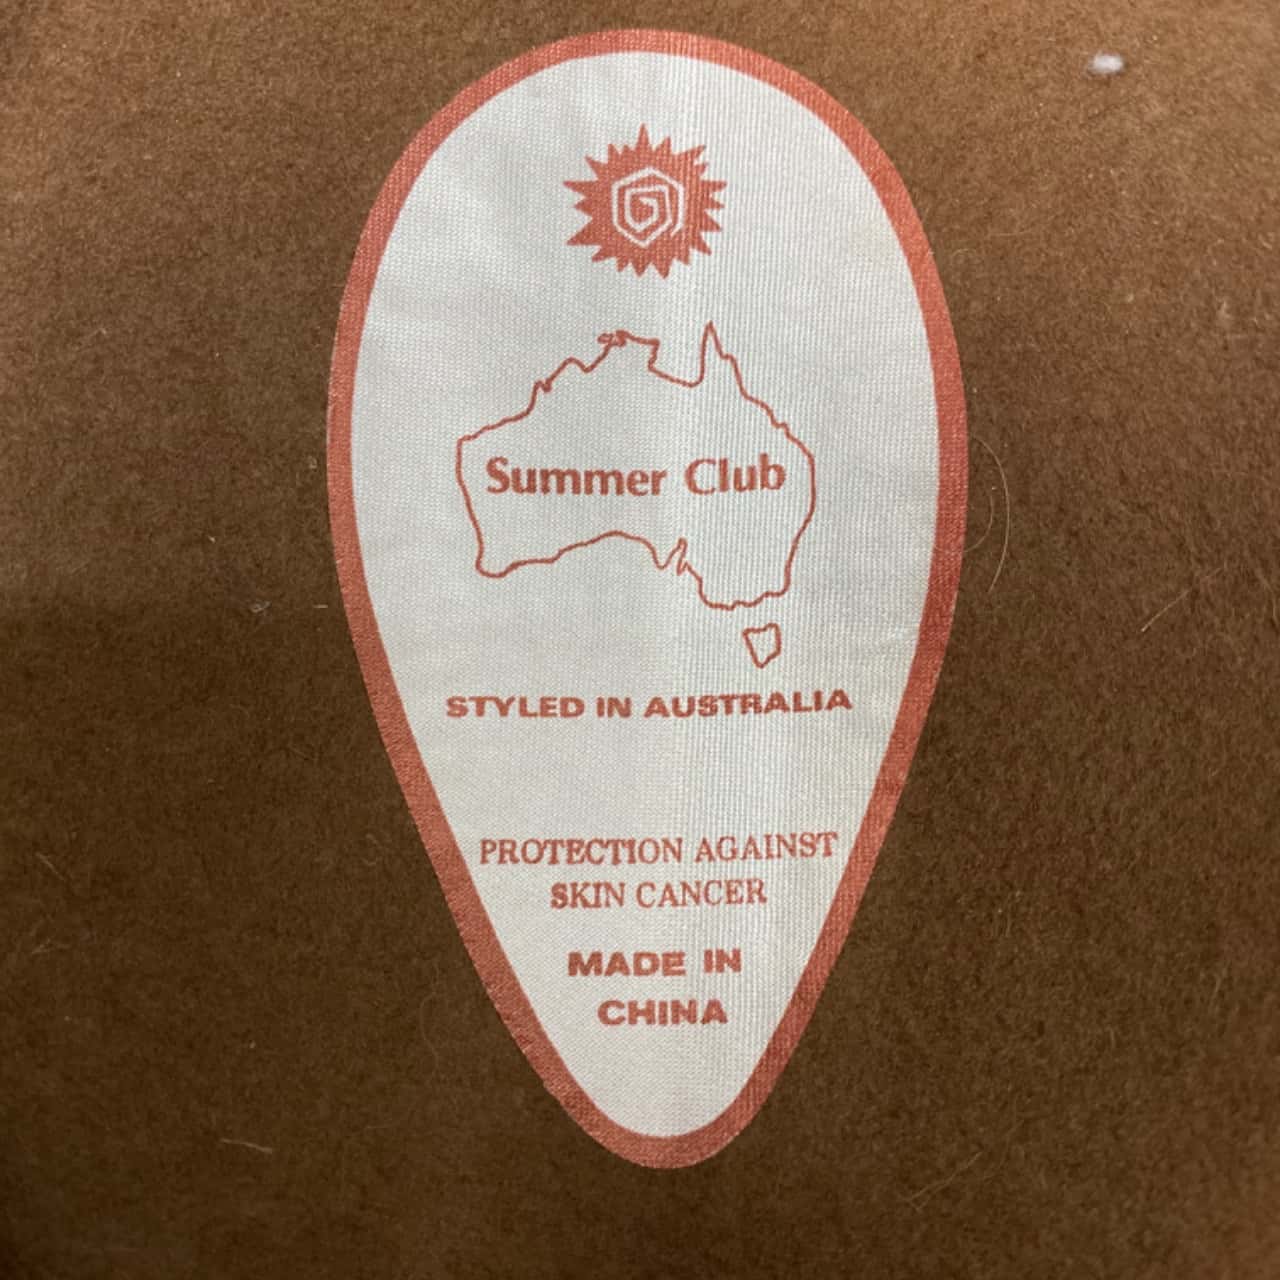 Summer Club
STYLED IN AUSTRALIA
PROTECTION AGAINST
SKIN CANCER
MADE IN
CHINA